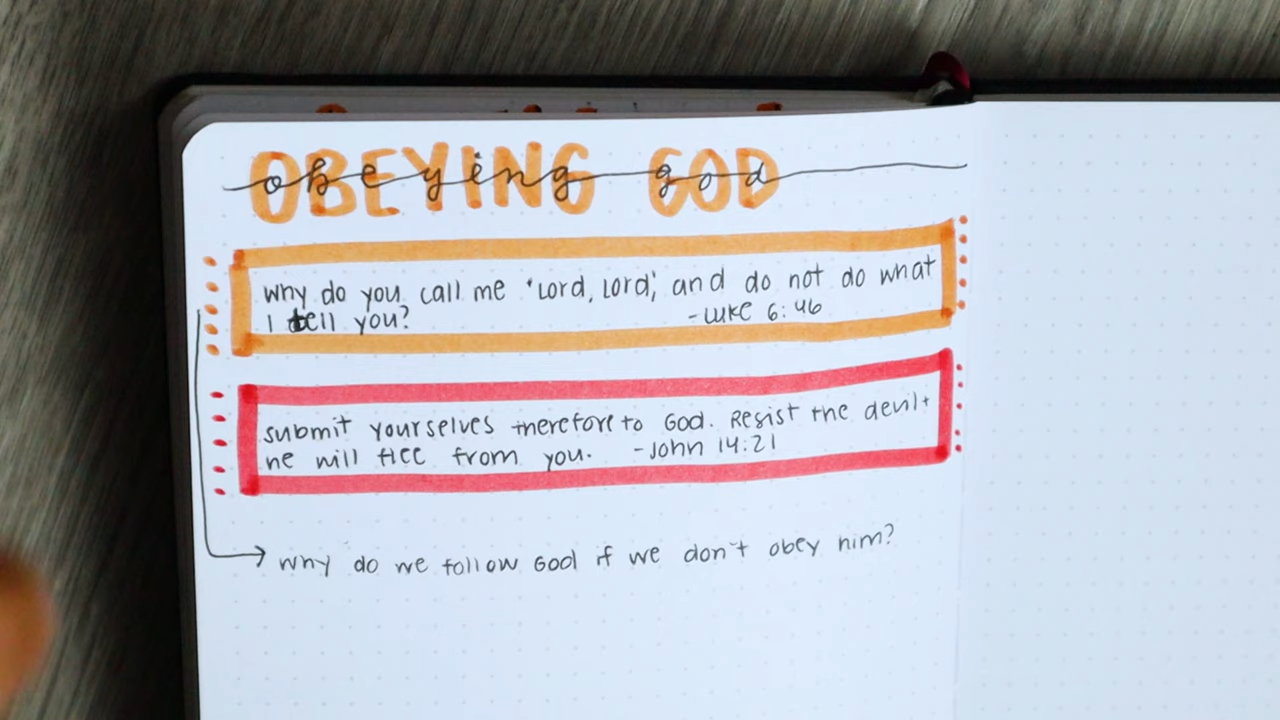 OBEYING GOD
obeying god
why do you call me 'Lord, Lord,' and do not do what
I tell you?
-LUKE 6:46
submit yourselves therefore to God. Resist the devil +
he will flee from you. -John 14:21
why do we follow God if we don't obey him?